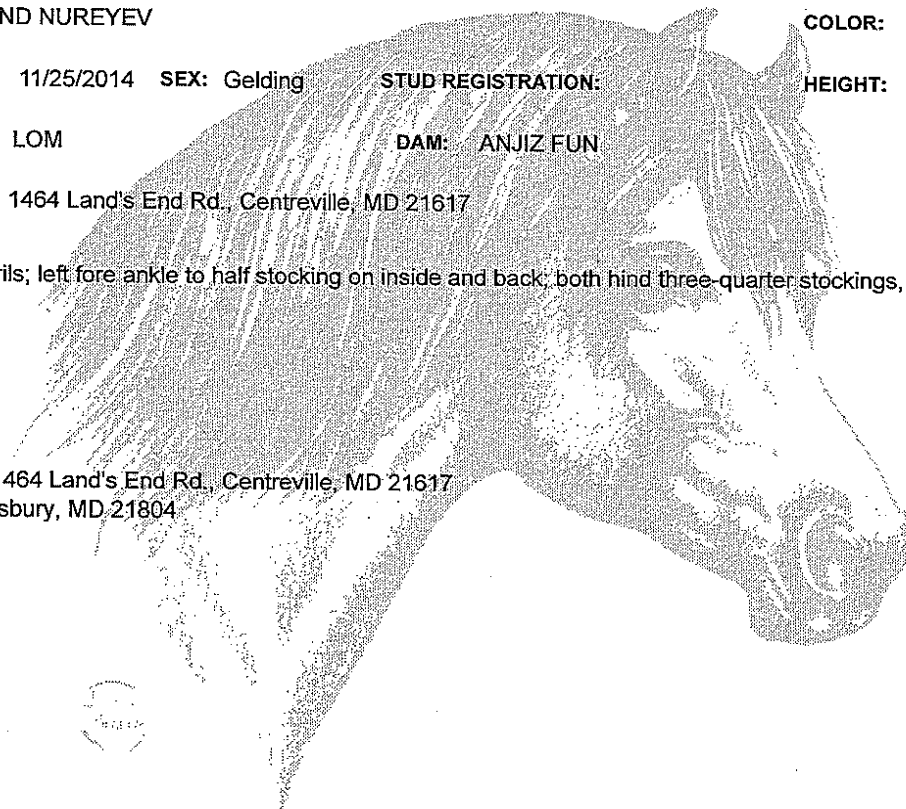 ND NUREYEV COLOR:
11/25/2014 SEX: Gelding STUD REGISTRATION: HEIGHT:
LOM DAM: ANJIZ FUN
1464 Land's End Rd., Centreville, MD 21617
rils; left fore ankle to half stocking on inside and back; both hind three-quarter stockings,
464 Land's End Rd., Centreville, MD 21617
sbury, MD 21804